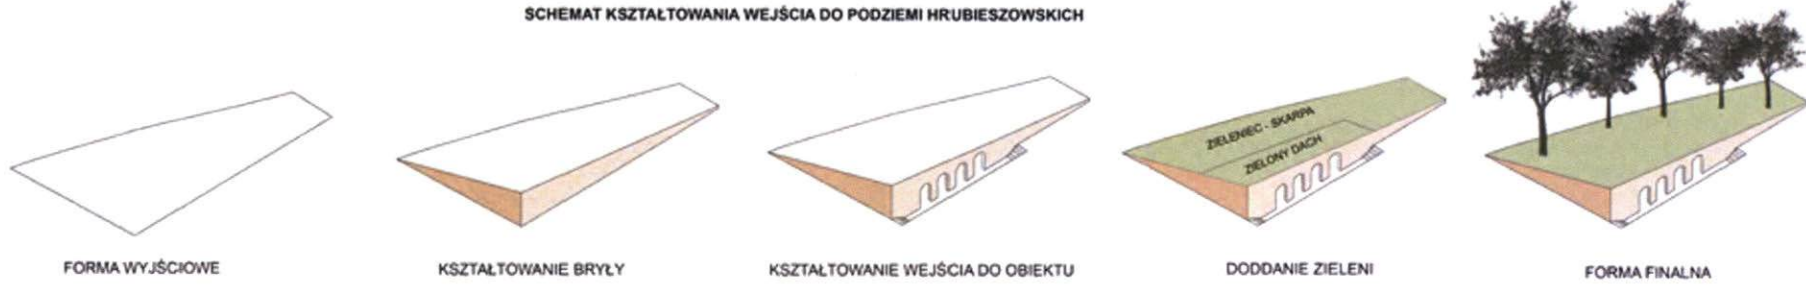 SCHEMAT KSZTAŁTOWANIA WEJŚCIA DO PODZIEMI HRUBIESZOWSKICH
ZIELENIEC - SKARPA
ZIELONY DACH
FORMA WYJŚCIOWE
KSZTAŁTOWANIE BRYŁY
KSZTAŁTOWANIE WEJŚCIA DO OBIEKTU
DODDANIE ZIELENI
FORMA FINALNA